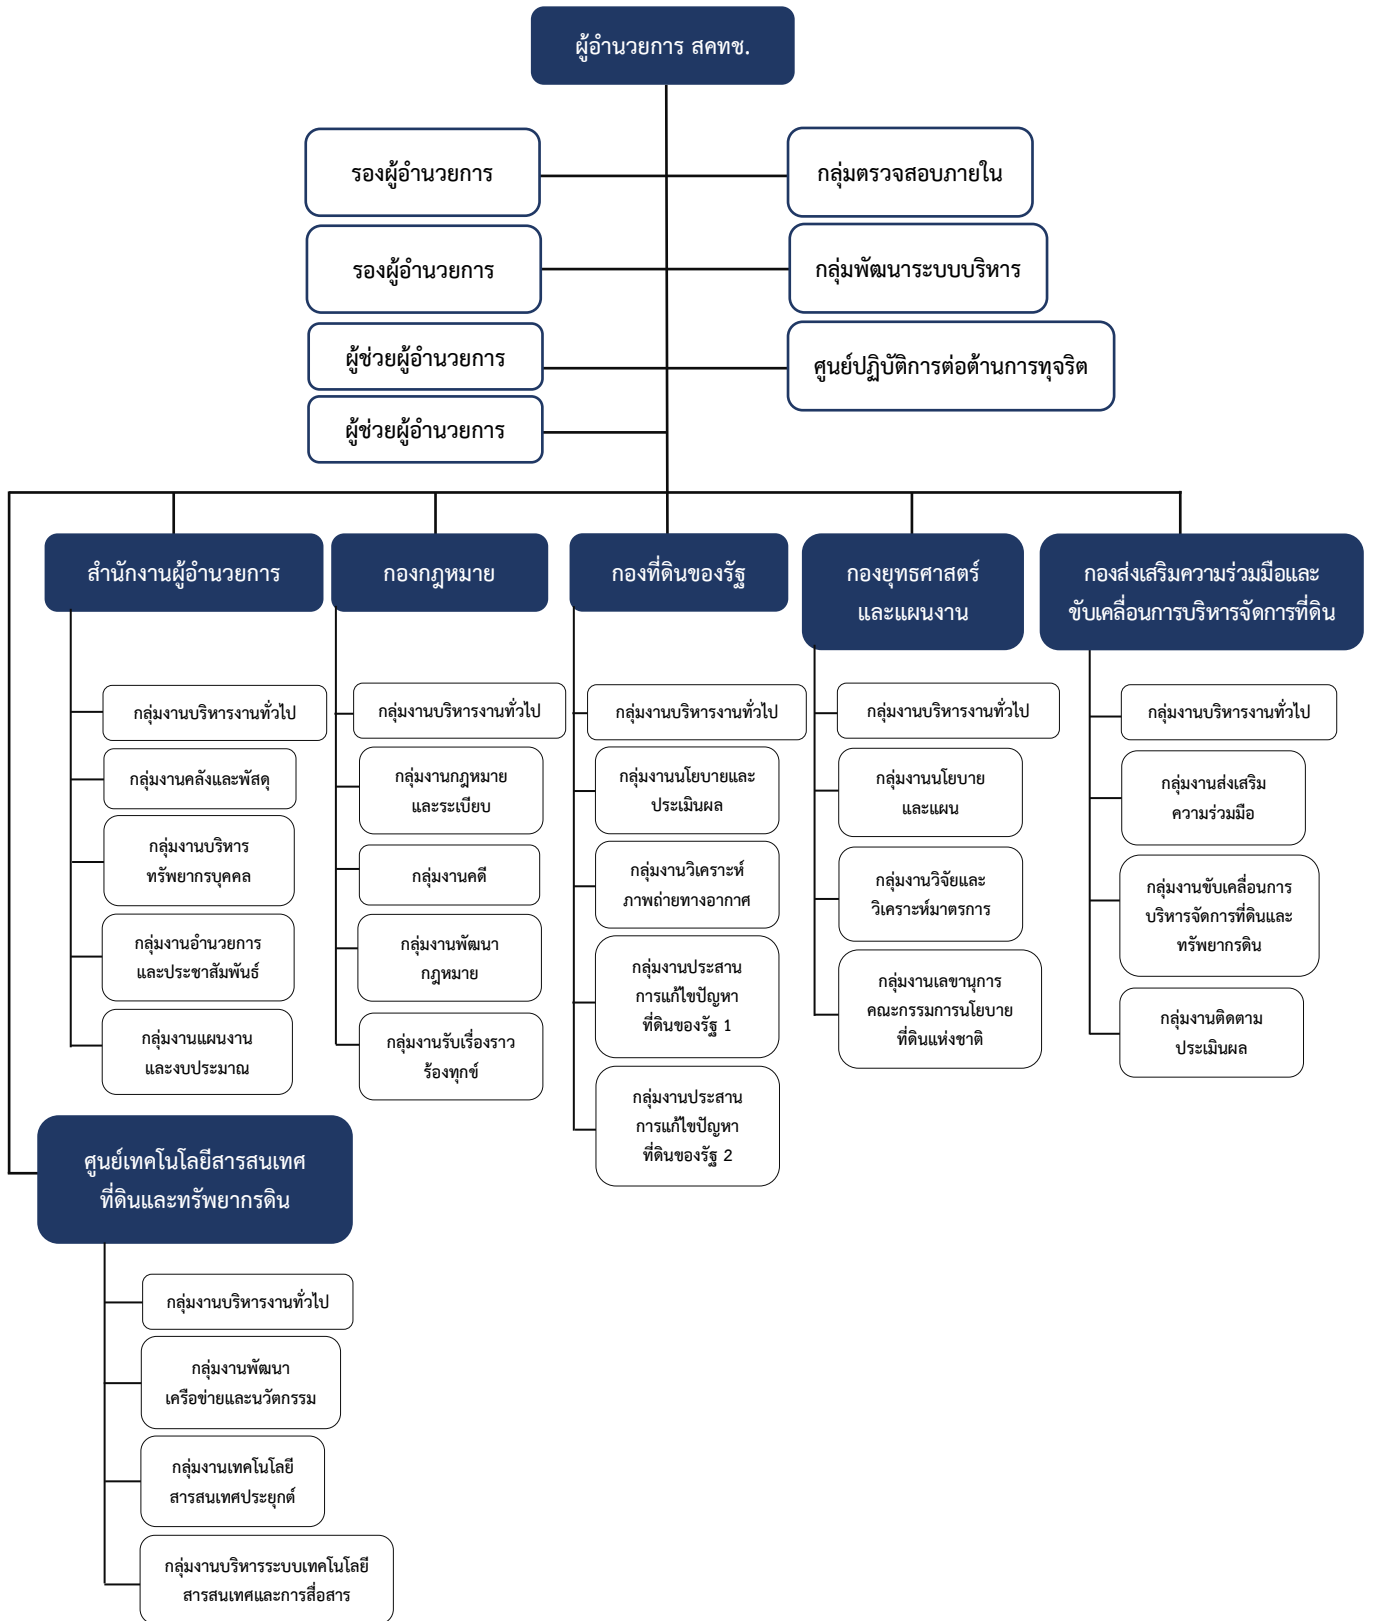 ผู้อำนวยการ สคทช.
รองผู้อำนวยการ
กลุ่มตรวจสอบภายใน
รองผู้อำนวยการ
กลุ่มพัฒนาระบบบริหาร
ผู้ช่วยผู้อำนวยการ
ศูนย์ปฏิบัติการต่อต้านการทุจริต
ผู้ช่วยผู้อำนวยการ
สำนักงานผู้อำนวยการ
กลุ่มงานบริหารงานทั่วไป
กลุ่มงานคลังและพัสดุ
กลุ่มงานบริหาร
ทรัพยากรบุคคล
กลุ่มงานอำนวยการ
และประชาสัมพันธ์
กลุ่มงานแผนงาน
และงบประมาณ
กองกฎหมาย
กลุ่มงานบริหารงานทั่วไป
กลุ่มงานกฎหมาย
และระเบียบ
กลุ่มงานคดี
กลุ่มงานพัฒนา
กฎหมาย
กลุ่มงานรับเรื่องราว
ร้องทุกข์
กองที่ดินของรัฐ
กลุ่มงานบริหารงานทั่วไป
กลุ่มงานนโยบายและ
ประเมินผล
กลุ่มงานวิเคราะห์
ภาพถ่ายทางอากาศ
กลุ่มงานประสาน
การแก้ไขปัญหา
ที่ดินของรัฐ 1
กลุ่มงานประสาน
การแก้ไขปัญหา
ที่ดินของรัฐ 2
กองยุทธศาสตร์
และแผนงาน
กลุ่มงานบริหารงานทั่วไป
กลุ่มงานนโยบาย
และแผน
กลุ่มงานวิจัยและ
วิเคราะห์มาตรการ
กลุ่มงานเลขานุการ
คณะกรรมการนโยบาย
ที่ดินแห่งชาติ
กองส่งเสริมความร่วมมือและ
ขับเคลื่อนการบริหารจัดการที่ดิน
กลุ่มงานบริหารงานทั่วไป
กลุ่มงานส่งเสริม
ความร่วมมือ
กลุ่มงานขับเคลื่อนการ
บริหารจัดการที่ดินและ
ทรัพยากรดิน
กลุ่มงานติดตาม
ประเมินผล
ศูนย์เทคโนโลยีสารสนเทศ
ที่ดินและทรัพยากรดิน
กลุ่มงานบริหารงานทั่วไป
กลุ่มงานพัฒนา
เครือข่ายและนวัตกรรม
กลุ่มงานเทคโนโลยี
สารสนเทศประยุกต์
กลุ่มงานบริหารระบบเทคโนโลยี
สารสนเทศและการสื่อสาร